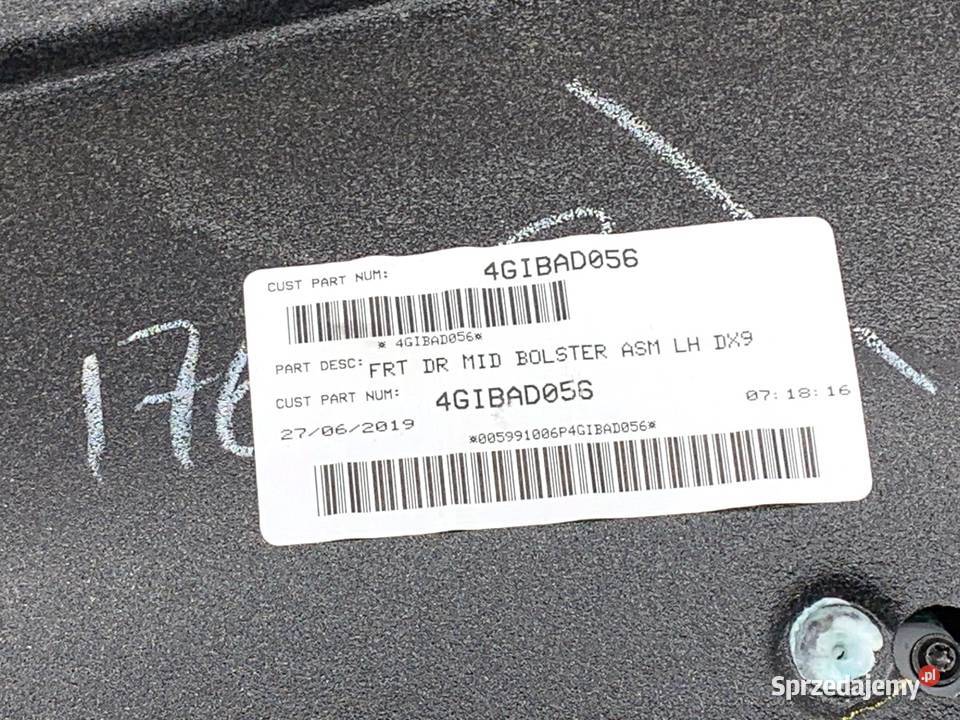 CUST PART NUM: 4GIBAD056
* 4GIBAD056*
PART DESC: FRT DR MID BOLSTER ASM LH DX9
CUST PART NUM: 4GIBAD056
27/06/2019 07:18:16
*005991006P4GIBAD056*
Sprzedajemy.pl